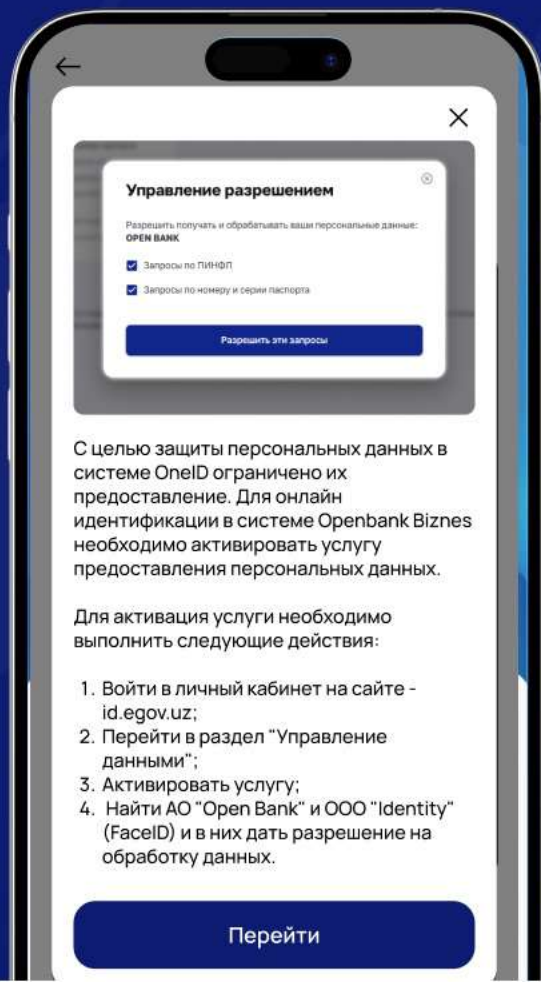 Управление разрешением
Разрешить получать и обрабатывать ваши персональные данные:
OPEN BANK
Запросы по ПИНФЛ
Запросы по номеру и серии паспорта
Разрешить эти запросы
С целью защиты персональных данных в
системе OneID ограничено их
предоставление. Для онлайн
идентификации в системе Openbank Biznes
необходимо активировать услугу
предоставления персональных данных.
Для активация услуги необходимо
выполнить следующие действия:
1. Войти в личный кабинет на сайте -
id.egov.uz;
2. Перейти в раздел "Управление
данными";
3. Активировать услугу;
4. Найти АО "Open Bank" и ООО "Identity"
(FaceID) и в них дать разрешение на
обработку данных.
Перейти